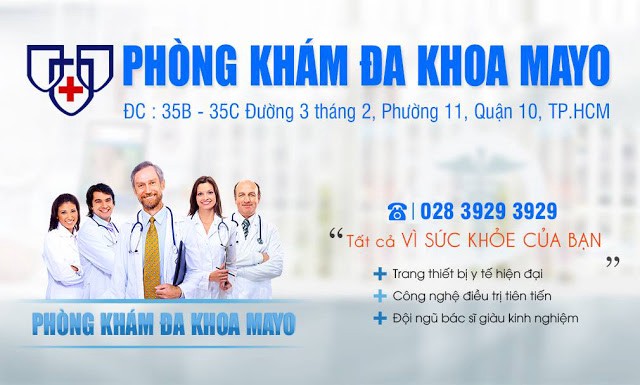 PHÒNG KHÁM ĐA KHOA MAYO
ĐC : 35B - 35C Đường 3 tháng 2, Phường 11, Quận 10, TP.HCM
☎ | 028 3929 3929
“ Tất cả VÌ SỨC KHỎE CỦA BẠN ”
+ Trang thiết bị y tế hiện đại
+ Công nghệ điều trị tiên tiến
+ Đội ngũ bác sĩ giàu kinh nghiệm
PHÒNG KHÁM ĐA KHOA MAYO